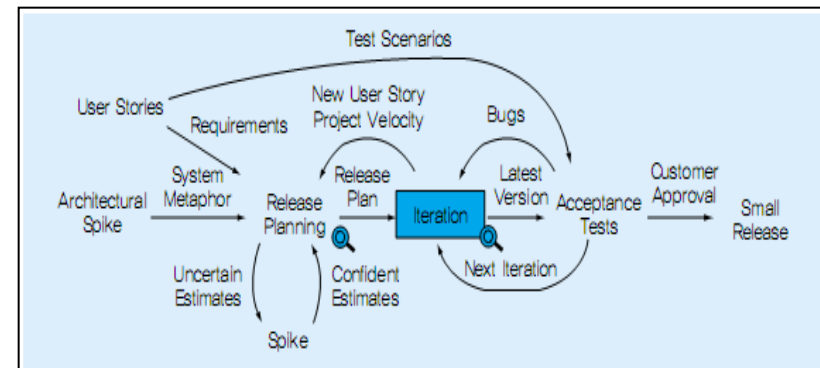 Test Scenarios
User Stories
New User Story
Project Velocity
Bugs
Requirements
System
Metaphor
Release
Plan
Latest
Version
Customer
Approval
Architectural
Spike
Release
Planning
Iteration
Acceptance
Tests
Small
Release
Uncertain
Estimates
Confident
Estimates
Next Iteration
Spike